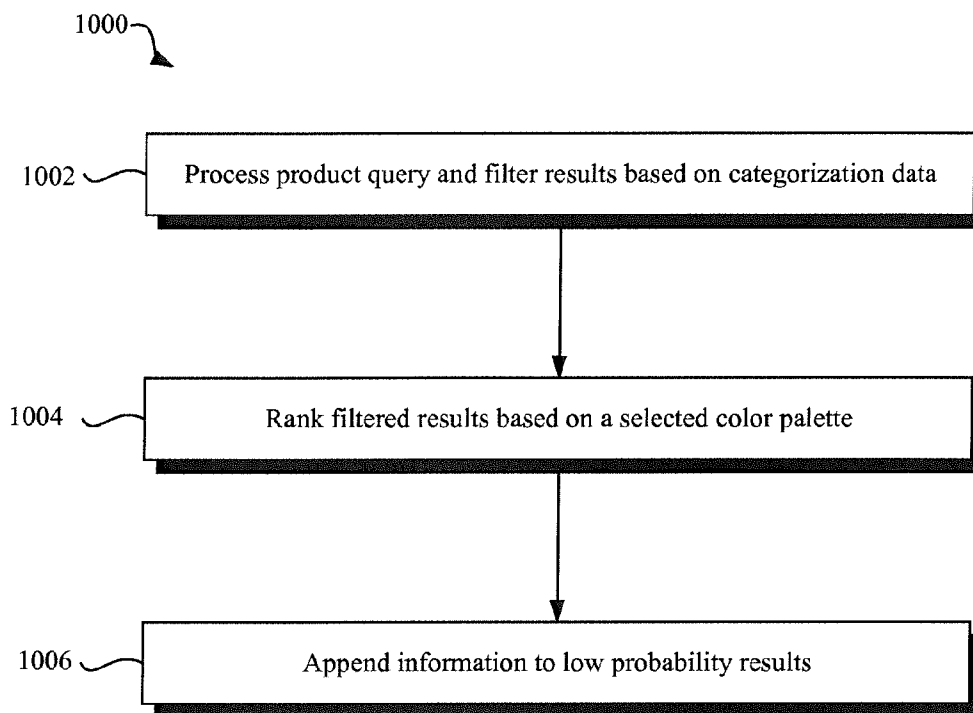 1000
1002
Process product query and filter results based on categorization data
1004
Rank filtered results based on a selected color palette
1006
Append information to low probability results